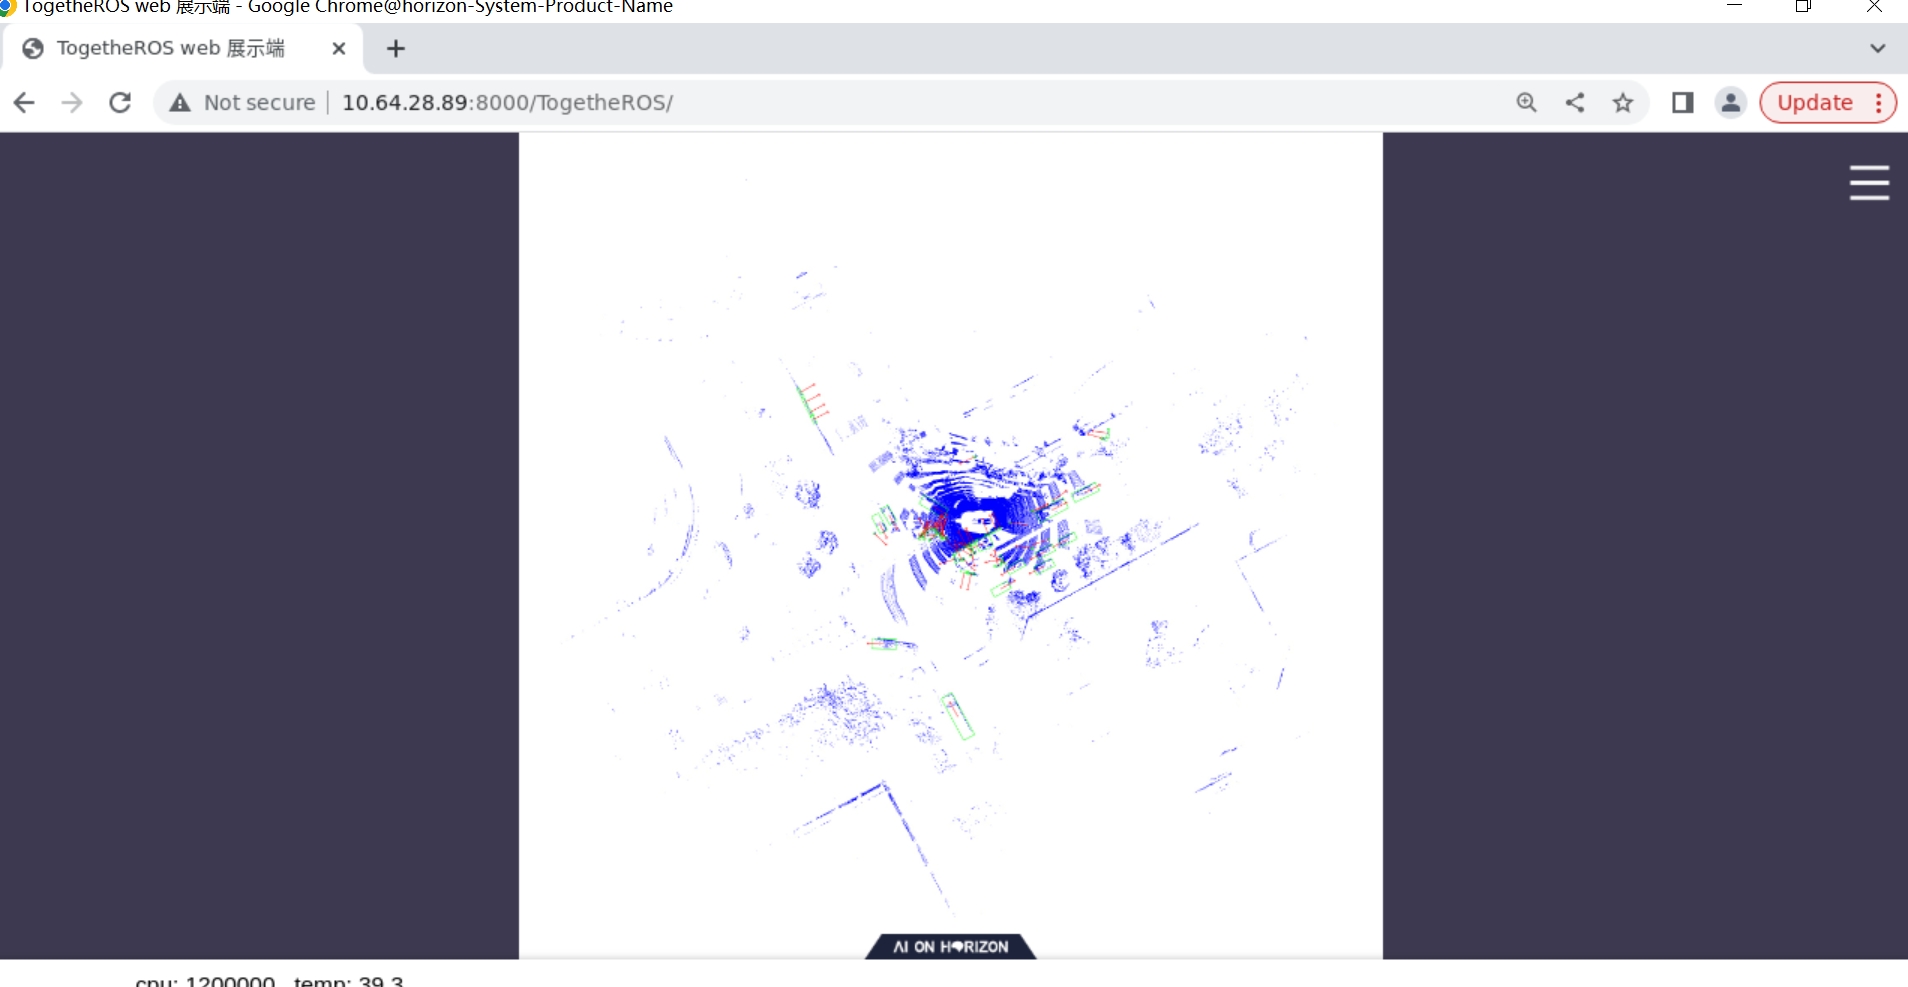 TogetheROS web 展示端 - Google Chrome@horizon-System-Product-Name
TogetheROS web 展示端
Not secure 10.64.28.89:8000/TogetheROS/
Update
AI ON HORIZON
cpu: 1200000 temp: 39.3